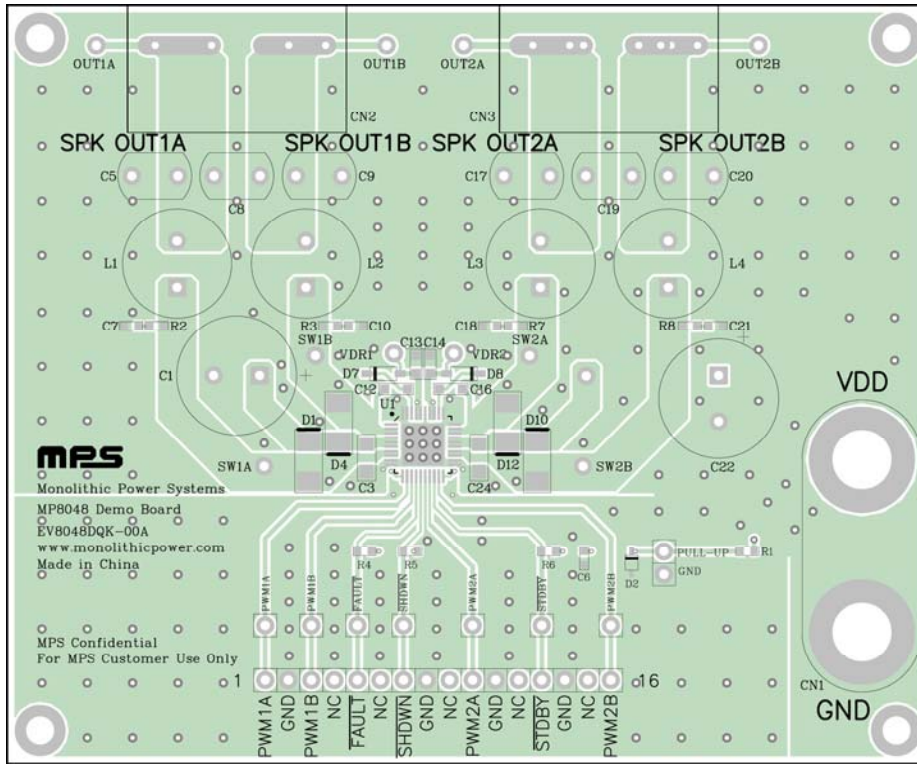 OUT1A OUT1B OUT2A OUT2B
CN2 CN3
SPK OUT1A SPK OUT1B SPK OUT2A SPK OUT2B
C5 C9 C17 C20
C8 C19
L1 L2 L3 L4
C7 R2 R3 C10 C18 R7 R8 C21
SW1B SW2A
VDR1 C13 C14 VDR2
C1 + D7 D8 +
C12 C16
VDD
U1
D1 D10
MPS
SW1A D4 D12 SW2B C22
C3 C24
Monolithic Power Systems
MP8048 Demo Board
EV8048DQK-00A
www.monolithicpower.com
Made in China
R4 R5 R6 C6 D2 PULL-UP R1
GND
PWM1A PWM1B FAULT SHDWN PWM2A STDBY PWM2B
MPS Confidential
For MPS Customer Use Only
1 16
CN1
GND
PWM1A GND PWM1B NC FAULT NC SHDWN GND NC PWM2A GND NC STDBY GND NC PWM2B